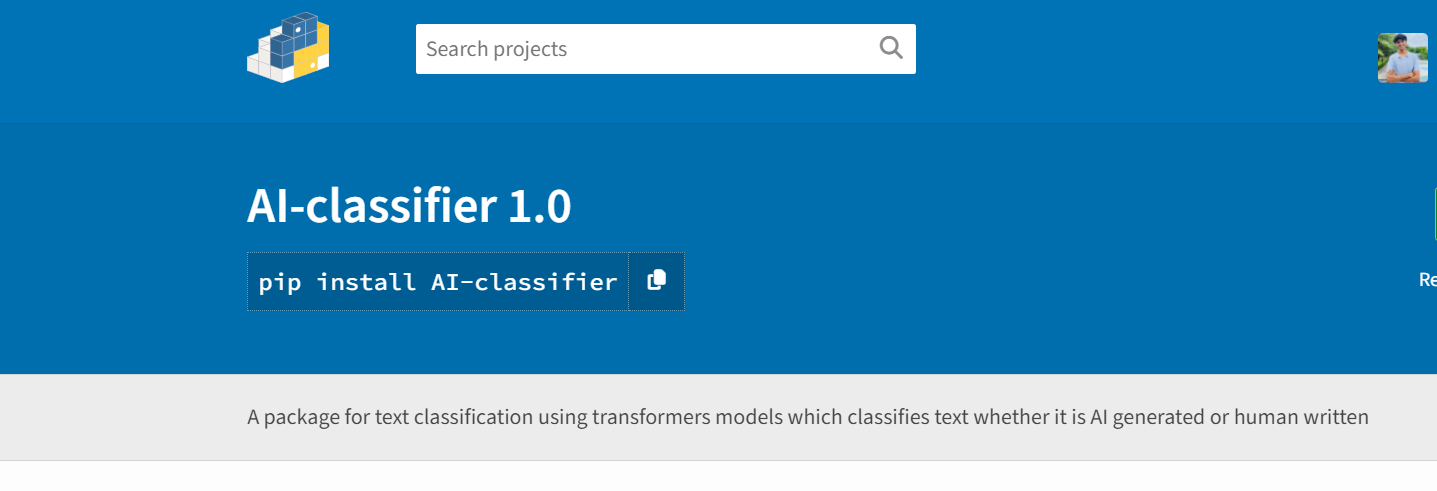 Search projects
AI-classifier 1.0
pip install AI-classifier
Re
A package for text classification using transformers models which classifies text whether it is AI generated or human written